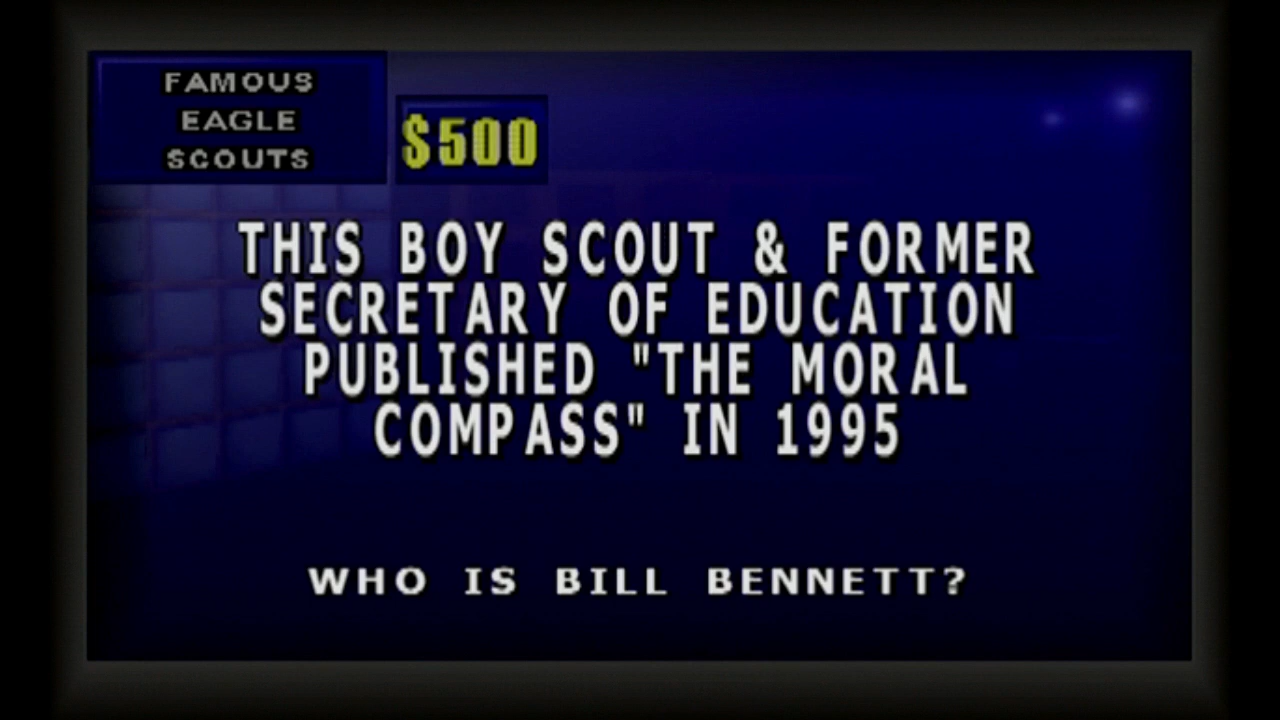 FAMOUS
EAGLE
SCOUTS
$500
THIS BOY SCOUT & FORMER
SECRETARY OF EDUCATION
PUBLISHED "THE MORAL
COMPASS" IN 1995
WHO IS BILL BENNETT?